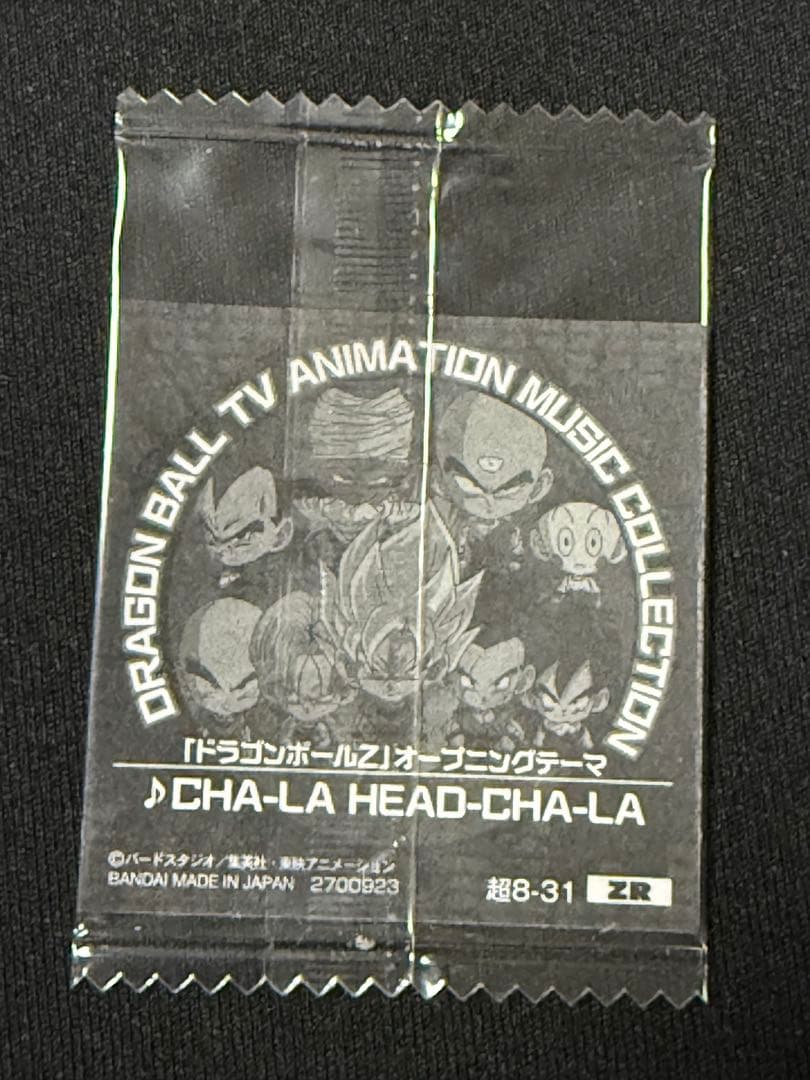 DRAGON BALL TV ANIMATION MUSIC COLLECTION
「ドラゴンボールZ」オープニングテーマ
♪CHA-LA HEAD-CHA-LA
©バードスタジオ／集英社・東映アニメーション
BANDAI MADE IN JAPAN 2700923
超8-31 ZR